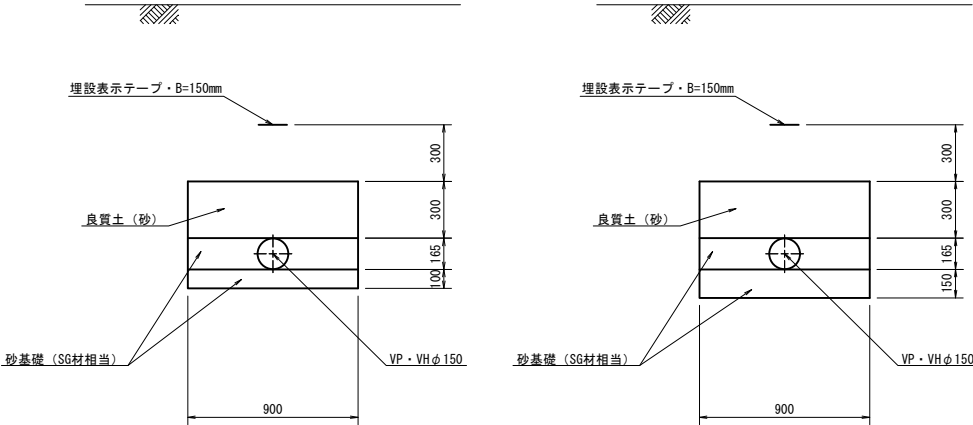 埋設表示テープ・B=150mm
300
300
良質土（砂）
165
100
砂基礎（SG材相当）
VP・VHφ150
900
埋設表示テープ・B=150mm
300
300
良質土（砂）
165
150
砂基礎（SG材相当）
VP・VHφ150
900